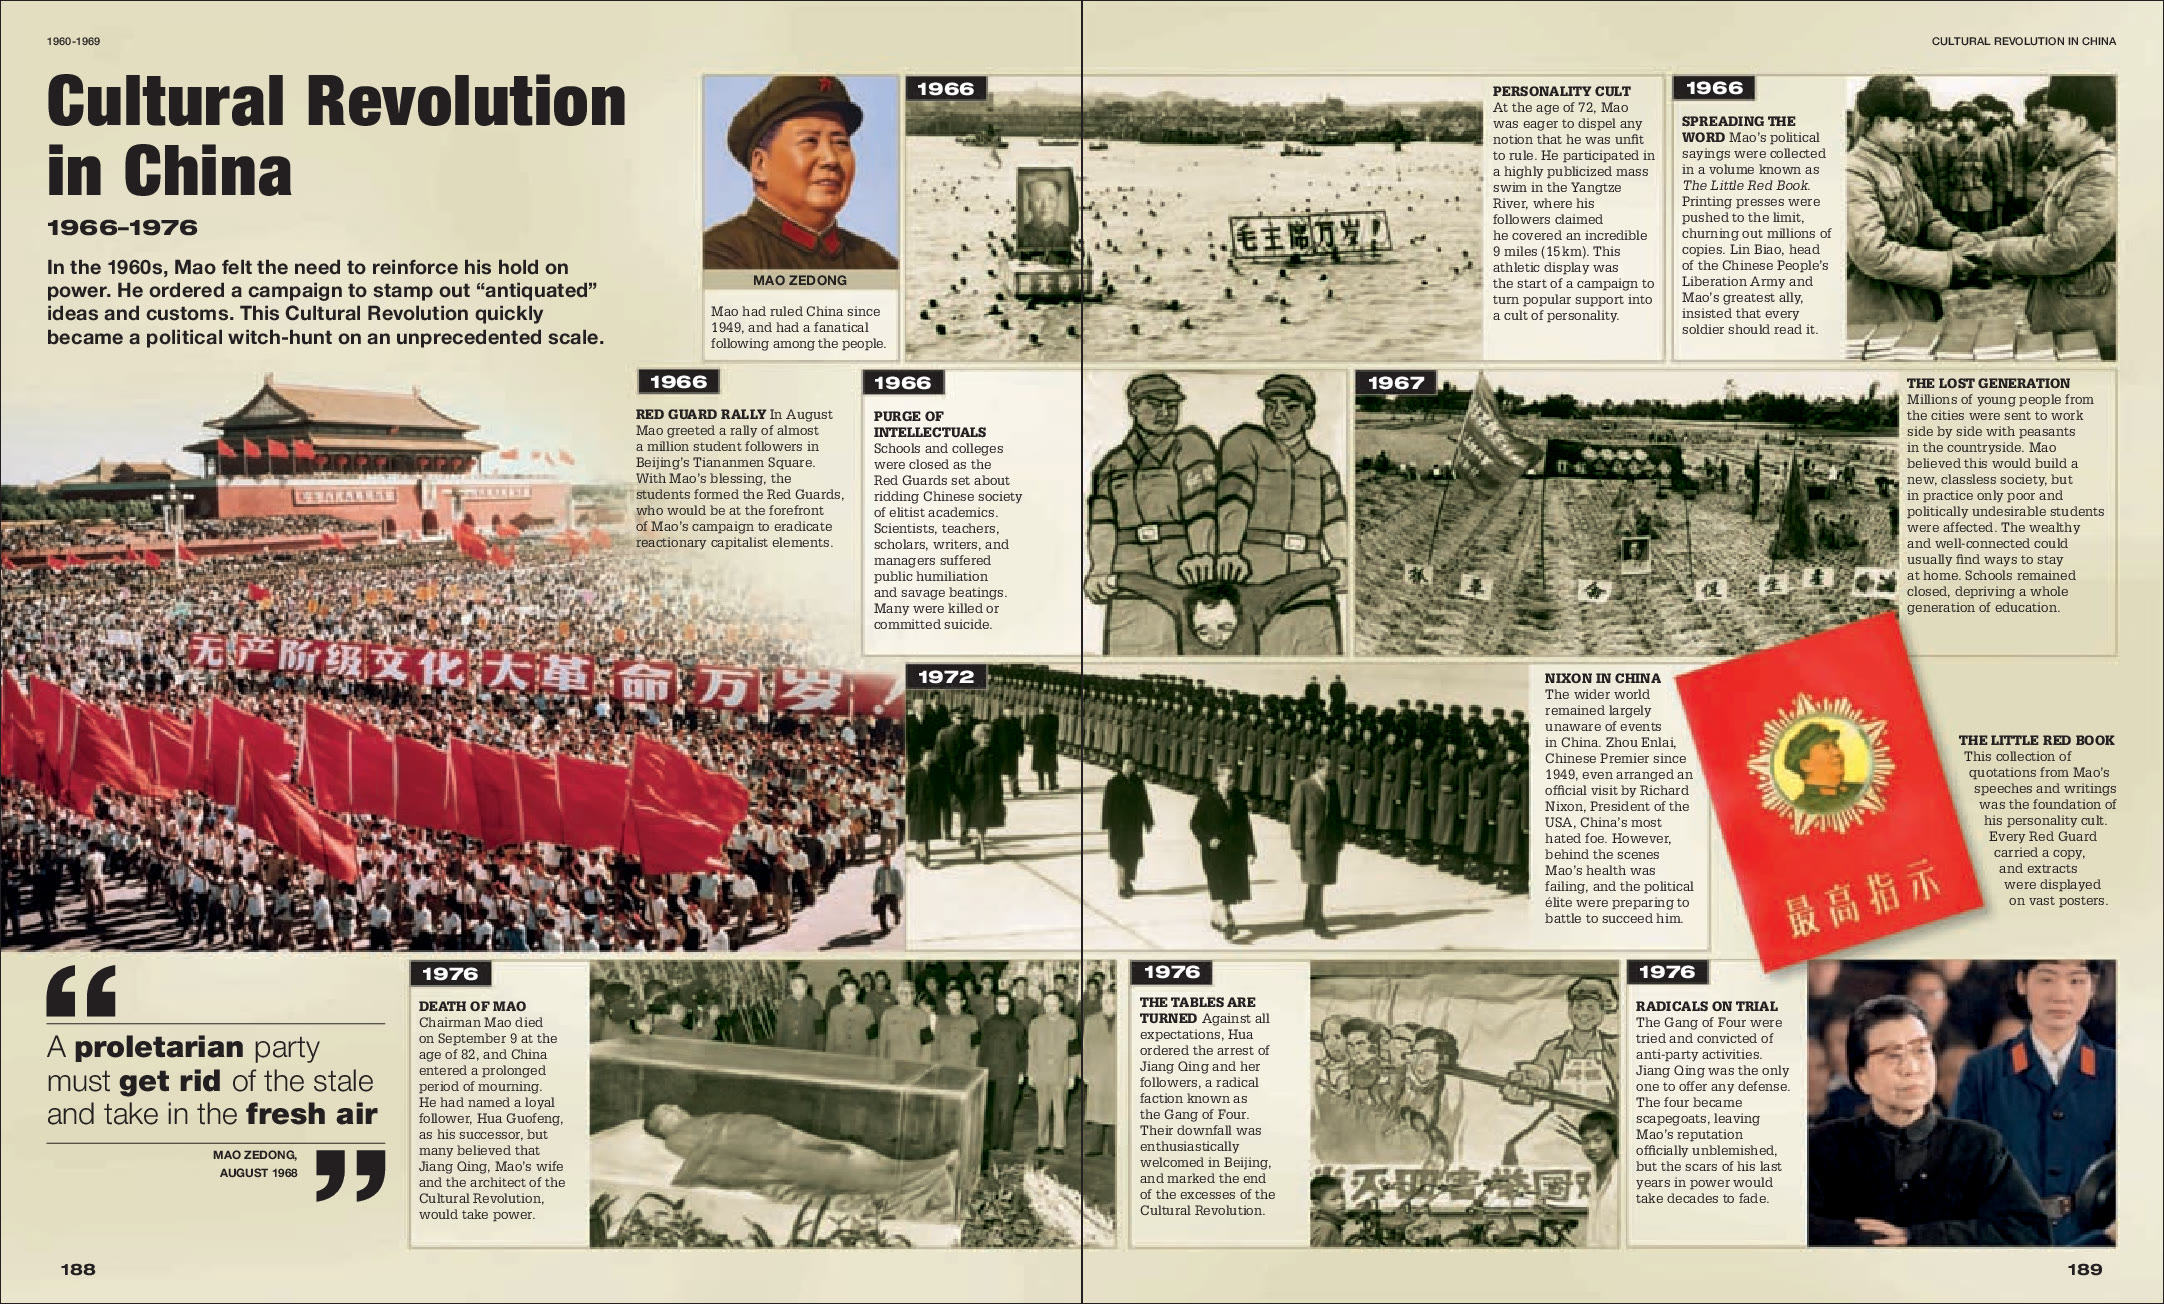 1960-1969
CULTURAL REVOLUTION IN CHINA
Cultural Revolution
in China
1966–1976
In the 1960s, Mao felt the need to reinforce his hold on
power. He ordered a campaign to stamp out “antiquated”
ideas and customs. This Cultural Revolution quickly
became a political witch-hunt on an unprecedented scale.
MAO ZEDONG
Mao had ruled China since
1949, and had a fanatical
following among the people.
1966
毛主席万岁!
PERSONALITY CULT
At the age of 72, Mao
was eager to dispel any
notion that he was unfit
to rule. He participated in
a highly publicized mass
swim in the Yangtze
River, where his
followers claimed
he covered an incredible
9 miles (15km). This
athletic display was
the start of a campaign to
turn popular support into
a cult of personality.
1966
SPREADING THE
WORD Mao’s political
sayings were collected
in a volume known as
The Little Red Book.
Printing presses were
pushed to the limit,
churning out millions of
copies. Lin Biao, head
of the Chinese People’s
Liberation Army and
Mao’s greatest ally,
insisted that every
soldier should read it.
1966
RED GUARD RALLY In August
Mao greeted a rally of almost
a million student followers in
Beijing’s Tiananmen Square.
With Mao’s blessing, the
students formed the Red Guards,
who would be at the forefront
of Mao’s campaign to eradicate
reactionary capitalist elements.
无产阶级文化大革命万岁!
1966
PURGE OF
INTELLECTUALS
Schools and colleges
were closed as the
Red Guards set about
ridding Chinese society
of elitist academics.
Scientists, teachers,
scholars, writers, and
managers suffered
public humiliation
and savage beatings.
Many were killed or
committed suicide.
1967
抓革命促生产
THE LOST GENERATION
Millions of young people from
the cities were sent to work
side by side with peasants
in the countryside. Mao
believed this would build a
new, classless society, but
in practice only poor and
politically undesirable students
were affected. The wealthy
and well-connected could
usually find ways to stay
at home. Schools remained
closed, depriving a whole
generation of education.
1972
NIXON IN CHINA
The wider world
remained largely
unaware of events
in China. Zhou Enlai,
Chinese Premier since
1949, even arranged an
official visit by Richard
Nixon, President of the
USA, China’s most
hated foe. However,
behind the scenes
Mao’s health was
failing, and the political
élite were preparing to
battle to succeed him.
最高指示
THE LITTLE RED BOOK
This collection of
quotations from Mao’s
speeches and writings
was the foundation of
his personality cult.
Every Red Guard
carried a copy,
and extracts
were displayed
on vast posters.
“
A proletarian party
must get rid of the stale
and take in the fresh air
MAO ZEDONG,
AUGUST 1968
”
1976
DEATH OF MAO
Chairman Mao died
on September 9 at the
age of 82, and China
entered a prolonged
period of mourning.
He had named a loyal
follower, Hua Guofeng,
as his successor, but
many believed that
Jiang Qing, Mao’s wife
and the architect of the
Cultural Revolution,
would take power.
1976
THE TABLES ARE
TURNED Against all
expectations, Hua
ordered the arrest of
Jiang Qing and her
followers, a radical
faction known as
the Gang of Four.
Their downfall was
enthusiastically
welcomed in Beijing,
and marked the end
of the excesses of the
Cultural Revolution.
1976
RADICALS ON TRIAL
The Gang of Four were
tried and convicted of
anti-party activities.
Jiang Qing was the only
one to offer any defense.
The four became
scapegoats, leaving
Mao’s reputation
officially unblemished,
but the scars of his last
years in power would
take decades to fade.
188
189